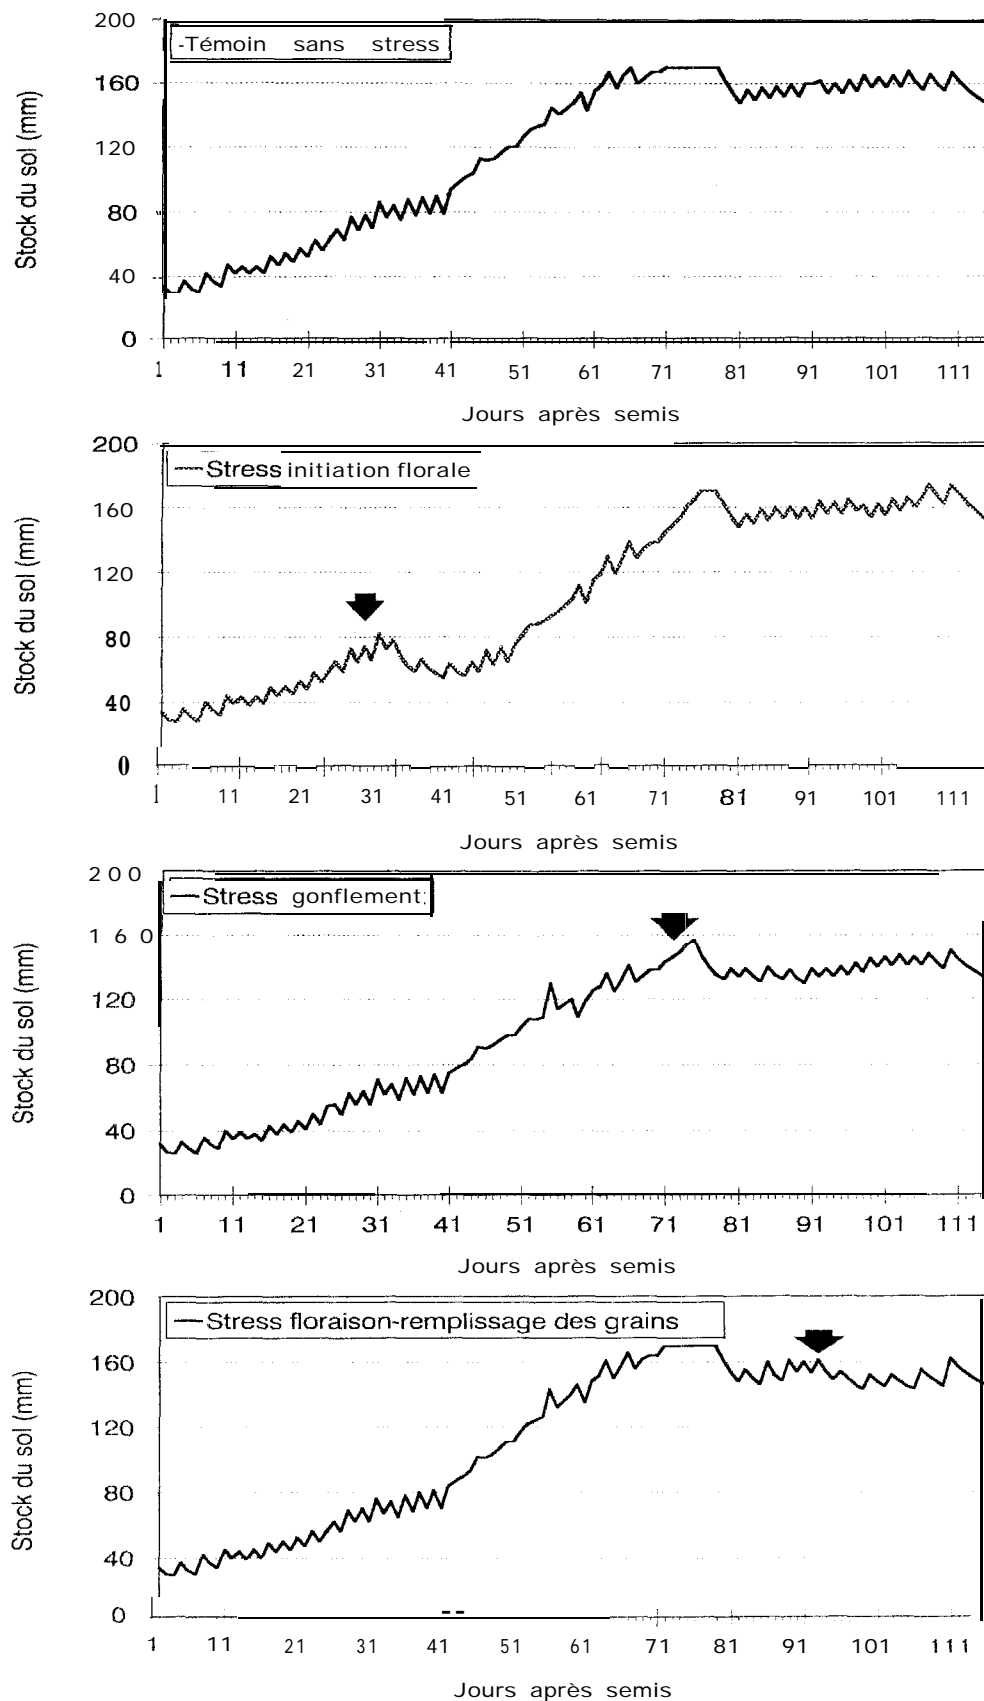 200
-Témoin sans stress
160
120
80
40
0
Stock du sol (mm)
1 11 21 31 41 51 61 71 81 91 101 111
Jours après semis
200
Stress initiation florale
160
120
80
40
0
Stock du sol (mm)
1 11 21 31 41 51 61 71 81 91 101 111
Jours après semis
200
Stress gonflement
160
120
80
40
0
Stock du sol (mm)
1 11 21 31 41 51 61 71 81 91 101 111
Jours après semis
200
Stress floraison-remplissage des grains
160
120
80
40
0
Stock du sol (mm)
1 11 21 31 41 51 61 71 81 91 101 111
Jours après semis